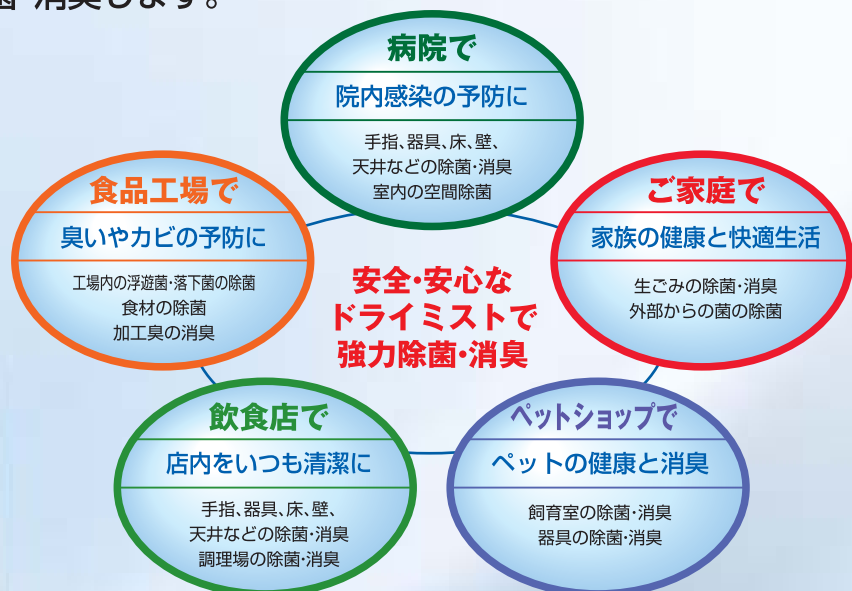 菌・消臭します。
病院で
院内感染の予防に
手指、器具、床、壁、
天井などの除菌・消臭
室内の空間除菌
食品工場で
臭いやカビの予防に
工場内の浮遊菌・落下菌の除菌
食材の除菌
加工臭の消臭
ご家庭で
家族の健康と快適生活
生ごみの除菌・消臭
外部からの菌の除菌
安全・安心な
ドライミストで
強力除菌・消臭
飲食店で
店内をいつも清潔に
手指、器具、床、壁、
天井などの除菌・消臭
調理場の除菌・消臭
ペットショップで
ペットの健康と消臭
飼育室の除菌・消臭
器具の除菌・消臭